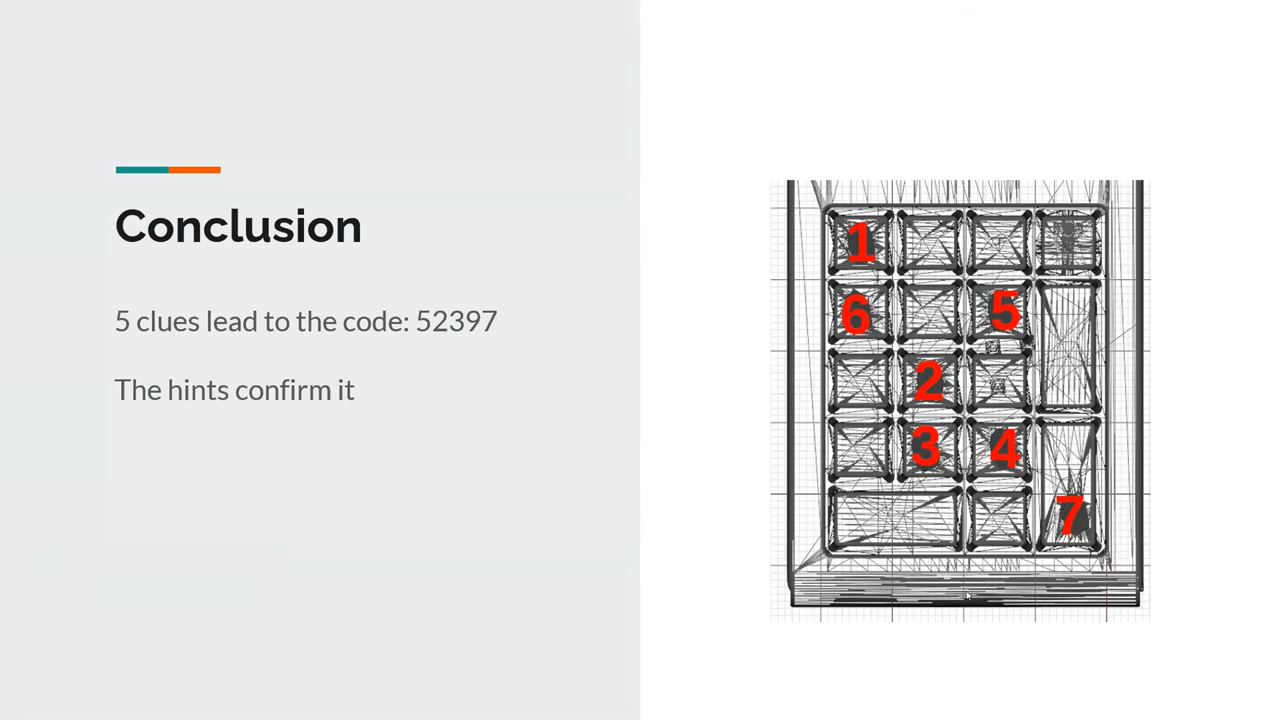 Conclusion
5 clues lead to the code: 52397
The hints confirm it
1
6 5
2
3 4
7